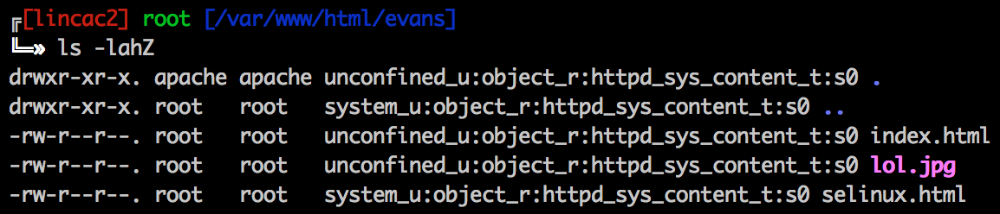 ╔[lincac2] root [/var/www/html/evans]
╚═» ls -lahZ
drwxr-xr-x. apache apache unconfined_u:object_r:httpd_sys_content_t:s0 .
drwxr-xr-x. root   root   system_u:object_r:httpd_sys_content_t:s0 ..
-rw-r--r--. root   root   unconfined_u:object_r:httpd_sys_content_t:s0 index.html
-rw-r--r--. root   root   unconfined_u:object_r:httpd_sys_content_t:s0 lol.jpg
-rw-r--r--. root   root   system_u:object_r:httpd_sys_content_t:s0 selinux.html